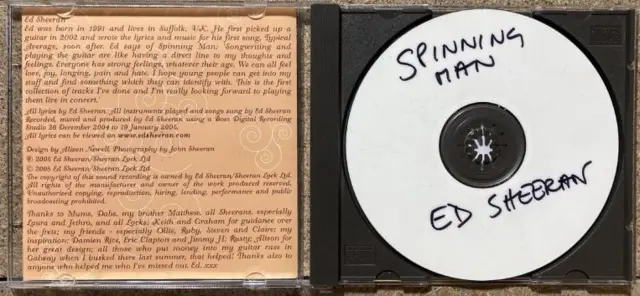 Ed Sheeran
Ed was born in 1991 and lives in Suffolk, U.K. He first picked up a
guitar in 2002 and wrote the lyrics and music for his first song, Typical
Average, soon after. Ed says of Spinning Man: Songwriting and
playing the guitar are like having a direct line to my thoughts and
feelings. Everyone has strong feelings, whatever their age. We can all feel
love, joy, longing, pain and hate. I hope young people can get into my
stuff and find something which they can identify with. This is the first
collection of tracks I've done and I'm really looking forward to playing
them live in concert.
All lyrics by Ed Sheeran. All instruments played and songs sung by Ed Sheeran.
Recorded, mixed and produced by Ed Sheeran using a Boss Digital Recording
Studio 26 December 2004 to 19 January 2005.
All lyrics can be viewed on www.edsheeran.com
Design by Alison Newell. Photography by John Sheeran
℗ 2005 Ed Sheeran/Sheeran Lock Ltd
© 2005 Ed Sheeran/Sheeran Lock Ltd.
The copyright of this sound recording is owned by Ed Sheeran/Sheeran Lock Ltd.
All rights of the manufacturer and owner of the work produced reserved.
Unauthorised copying, reproduction, hiring, lending, performance and public
broadcasting prohibited.
Thanks to Mums, Dabs, my brother Matthew, all Sheerans, especially
Laura and Jethro, and all Locks; Keith and Graham for guidance over
the frets; my friends - especially Ollie, Ruby, Steven and Claire; my
inspiration: Damien Rice, Eric Clapton and Jimmy H; Rusty; Alison for
her great design; all those who put money into my guitar case in
Galway when I busked there last summer, that helped! Thanks also to
anyone who helped me who I've missed out. Ed. xxx
SPINNING
MAN
ED SHEERAN